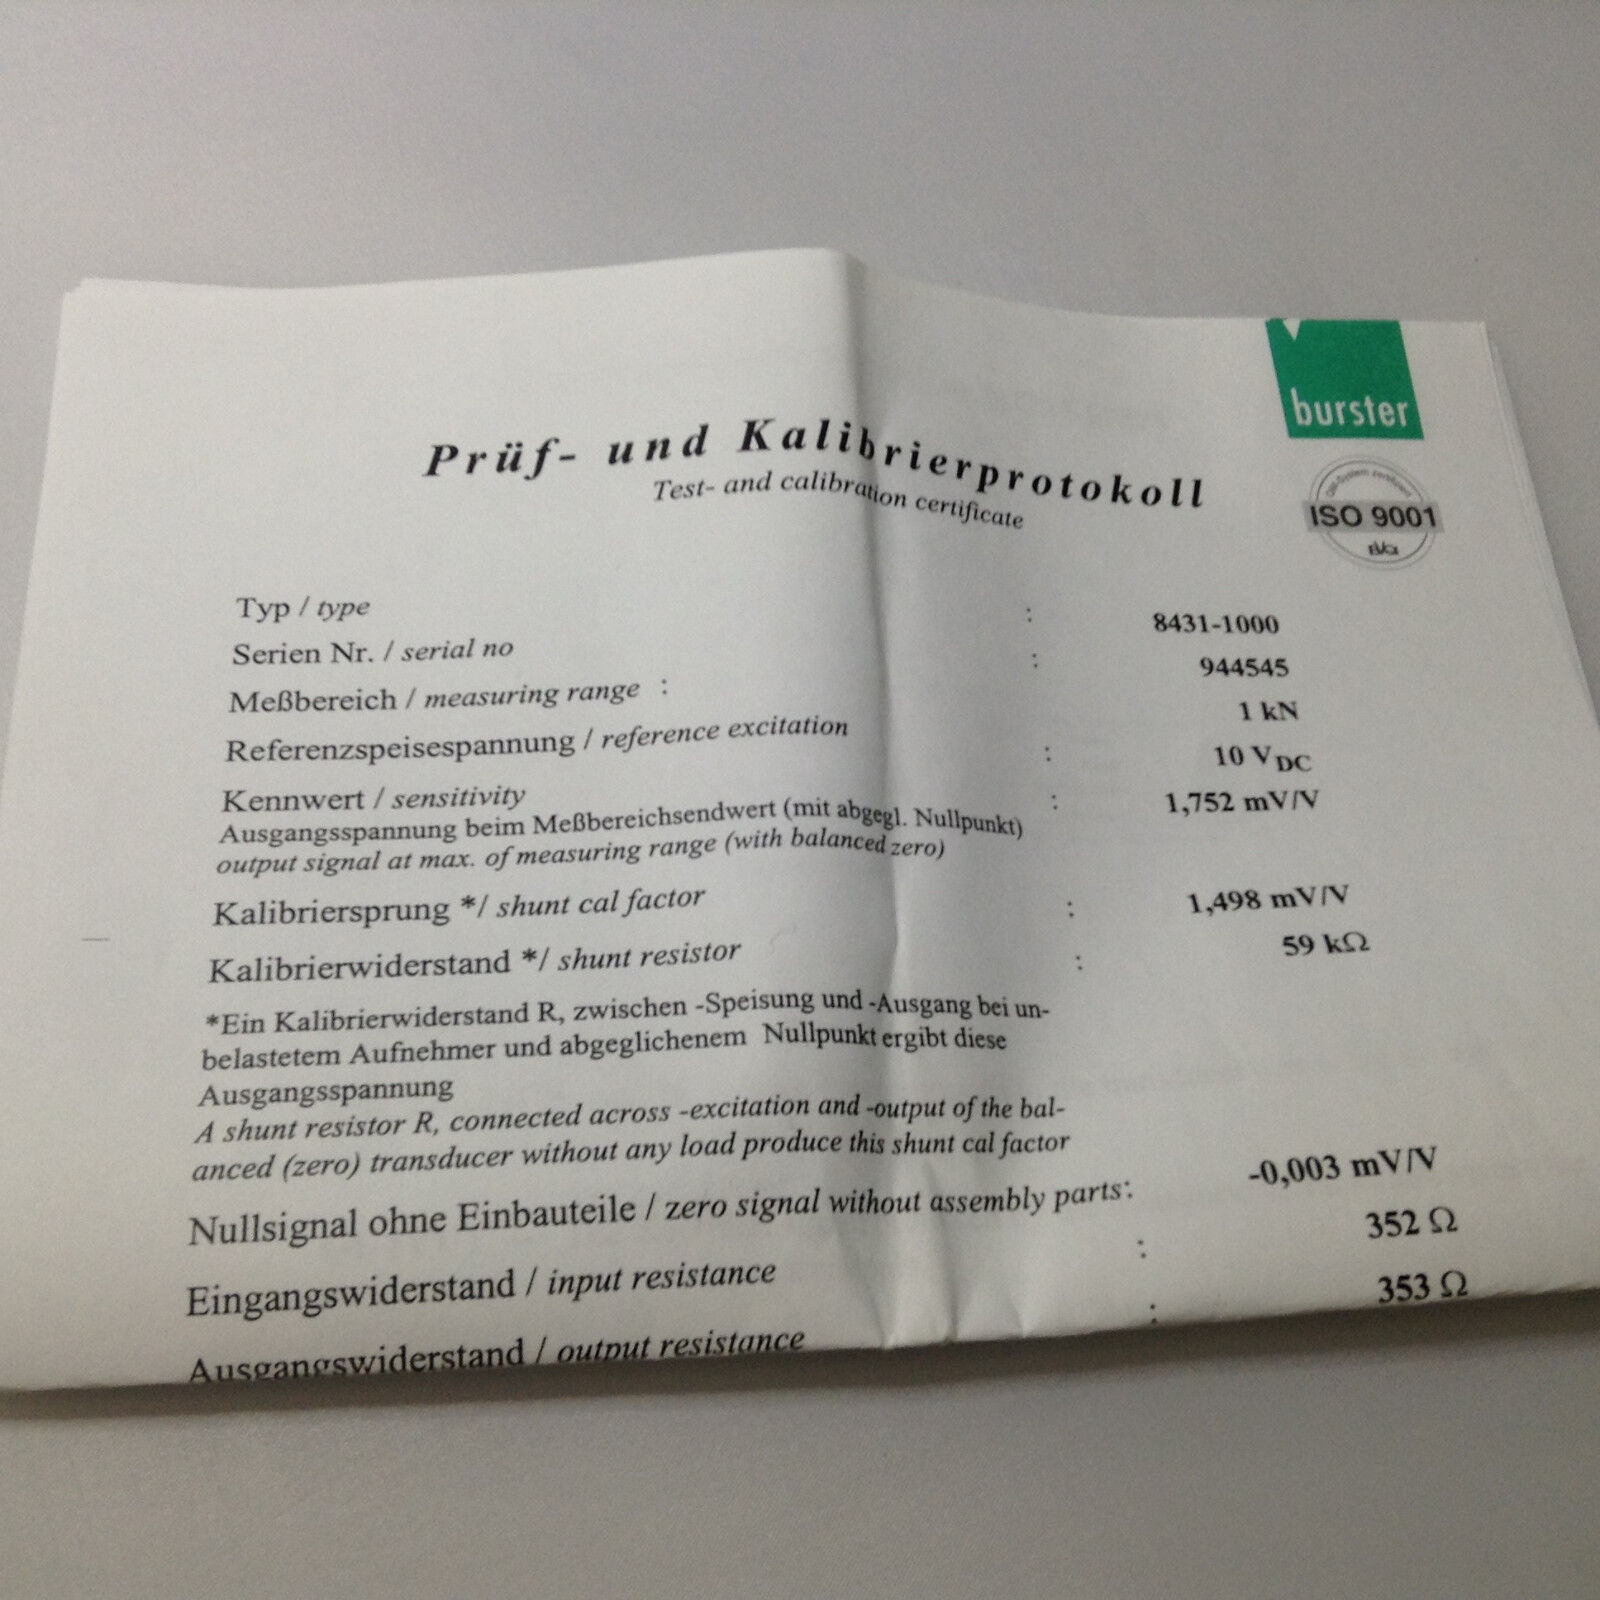 burster
Prüf- und Kalibrierprotokoll
Test- and calibration certificate
QM-System zertifiziert
ISO 9001
Typ / type : 8431-1000
Serien Nr. / serial no : 944545
Meßbereich / measuring range : 1 kN
Referenzspeisespannung / reference excitation : 10 VDC
Kennwert / sensitivity : 1,752 mV/V
Ausgangsspannung beim Meßbereichsendwert (mit abgegl. Nullpunkt)
output signal at max. of measuring range (with balanced zero)
Kalibriersprung */ shunt cal factor : 1,498 mV/V
Kalibrierwiderstand */ shunt resistor : 59 kΩ
*Ein Kalibrierwiderstand R, zwischen -Speisung und -Ausgang bei un-
belastetem Aufnehmer und abgeglichenem Nullpunkt ergibt diese
Ausgangsspannung
A shunt resistor R, connected across -excitation and -output of the bal-
anced (zero) transducer without any load produce this shunt cal factor
Nullsignal ohne Einbauteile / zero signal without assembly parts: -0,003 mV/V
Eingangswiderstand / input resistance : 352 Ω
Ausgangswiderstand / output resistance : 353 Ω